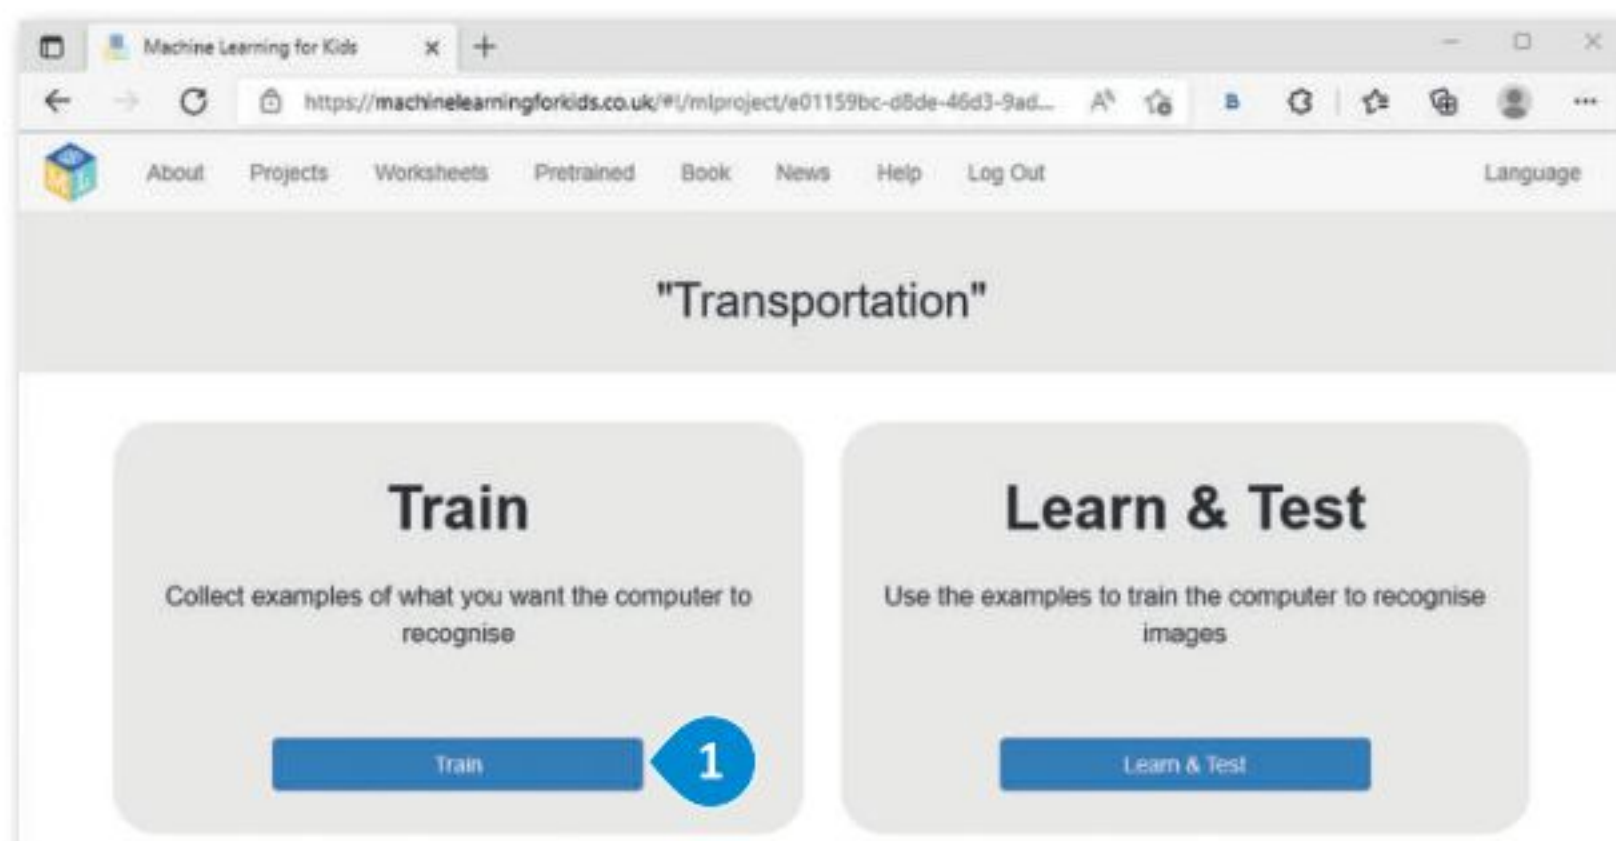 Machine Learning for Kids
https://machinelearningforkids.co.uk/#!/mlproject/e01159bc-d8de-46d3-9ad...
About Projects Worksheets Pretrained Book News Help Log Out Language
"Transportation"
Train
Collect examples of what you want the computer to
recognise
Train
1
Learn & Test
Use the examples to train the computer to recognise
images
Learn & Test